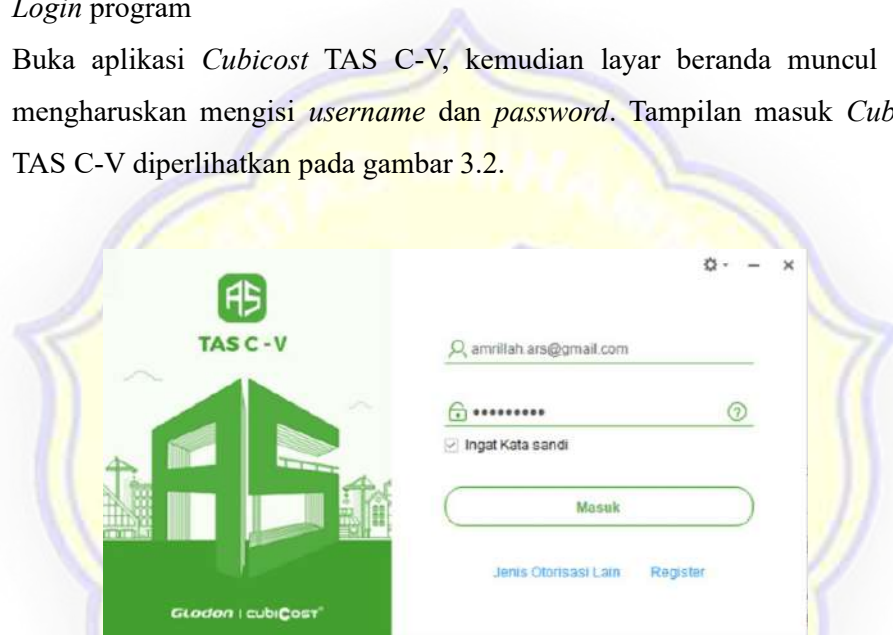 Login program
Buka aplikasi Cubicost TAS C-V, kemudian layar beranda muncul
mengharuskan mengisi username dan password. Tampilan masuk Cub
TAS C-V diperlihatkan pada gambar 3.2.
TAS C - V
GLodon | cubiCost
amrillah.ars@gmail.com
•••••••••
Ingat Kata sandi
Masuk
Jenis Otorisasi Lain Register